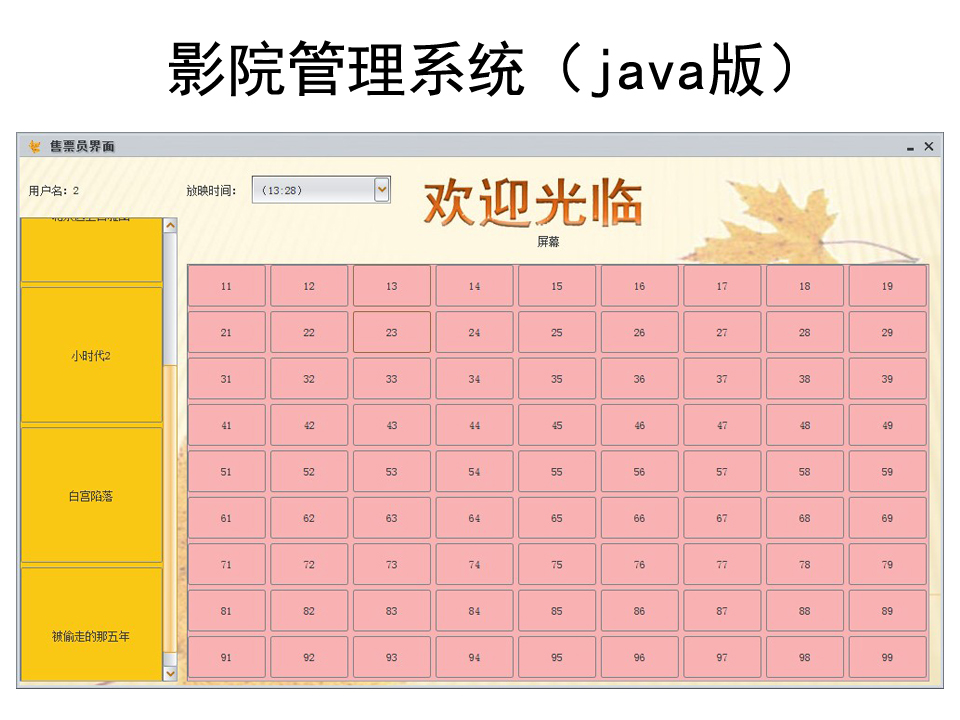 影院管理系统（java版）
售票员界面
用户名：2
放映时间：
（13:28）
欢迎光临
屏幕
小时代2
白宫陷落
被偷走的那五年
11 12 13 14 15 16 17 18 19
21 22 23 24 25 26 27 28 29
31 32 33 34 35 36 37 38 39
41 42 43 44 45 46 47 48 49
51 52 53 54 55 56 57 58 59
61 62 63 64 65 66 67 68 69
71 72 73 74 75 76 77 78 79
81 82 83 84 85 86 87 88 89
91 92 93 94 95 96 97 98 99